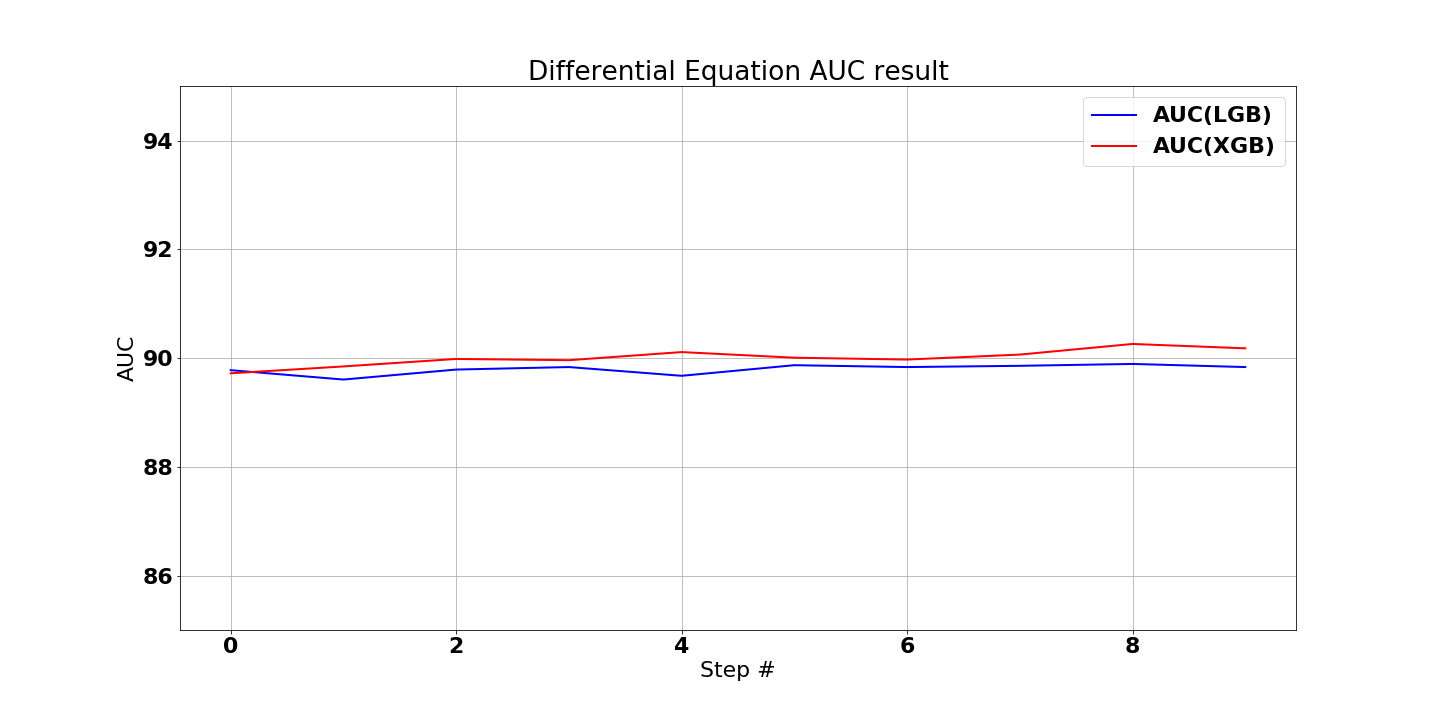 Differential Equation AUC result
AUC(LGB)
AUC(XGB)
94
92
90
88
86
AUC
0 2 4 6 8
Step #